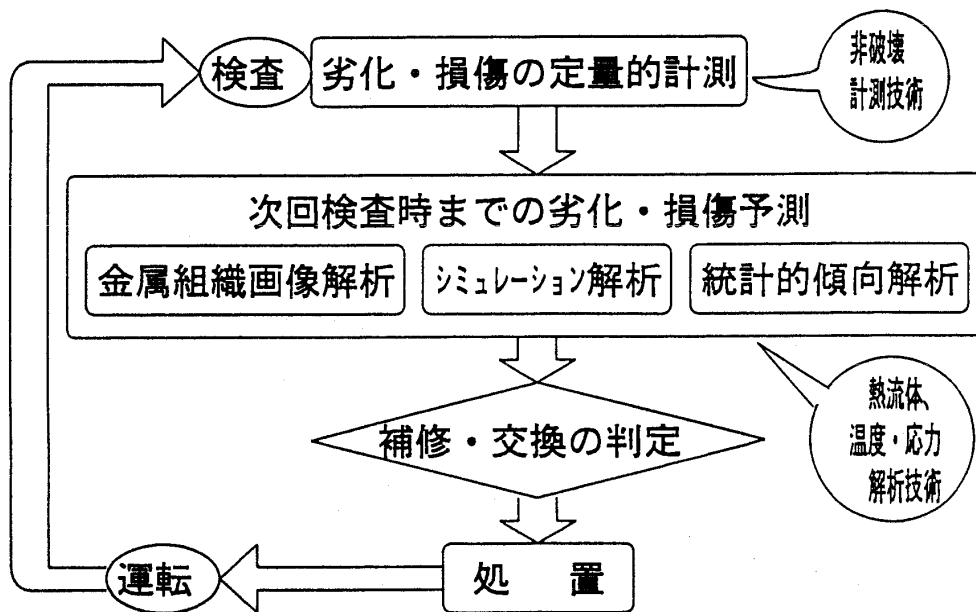 検査
劣化・損傷の定量的計測
非破壊
計測技術
次回検査時までの劣化・損傷予測
金属組織画像解析
シミュレーション解析
統計的傾向解析
熱流体、
温度・応力
解析技術
補修・交換の判定
処　置
運転